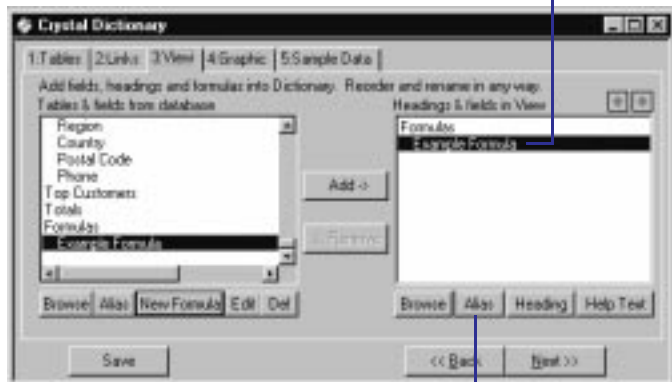 Crystal Dictionary
1:Tables 2:Links 3:View 4:Graphic 5:Sample Data
Add fields, headings and formulas into Dictionary. Reorder and rename in any way.
Tables & fields from database
Headings & fields in View
Region
Country
Postal Code
Phone
Top Customers
Totals
Formulas
Example Formula
Add ->
<- Remove
Formulas
Example Formula
Browse Alias New Formula Edit Del
Browse Alias Heading Help Text
Save
<< Back
Next >>